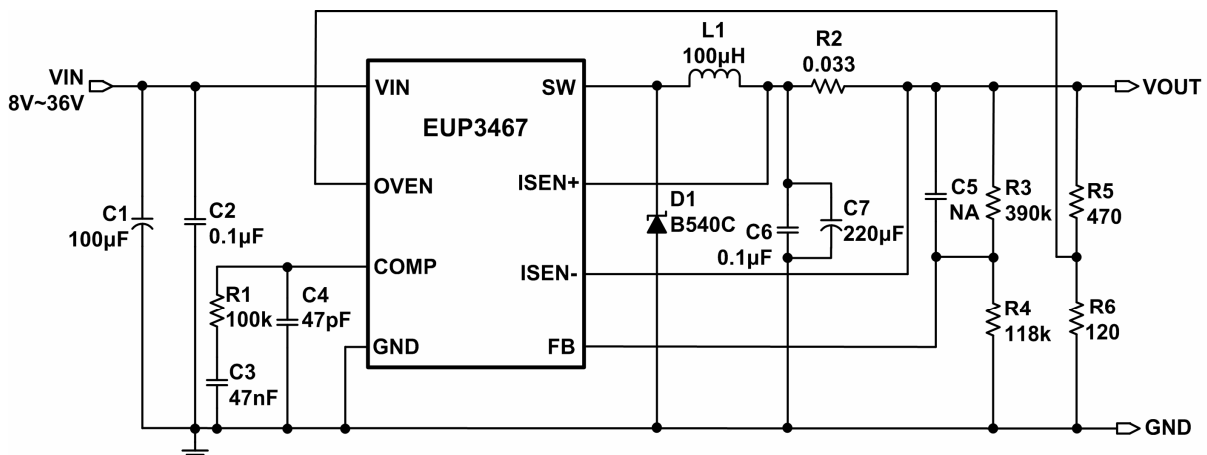 VIN
8V~36V
C1
100µF
C2
0.1µF
R1
100k
C3
47nF
C4
47pF
VIN
OVEN
COMP
GND
EUP3467
SW
ISEN+
ISEN-
FB
L1
100µH
R2
0.033
D1
B540C
C6
0.1µF
C7
220µF
C5
NA
R3
390k
R4
118k
R5
470
R6
120
VOUT
GND